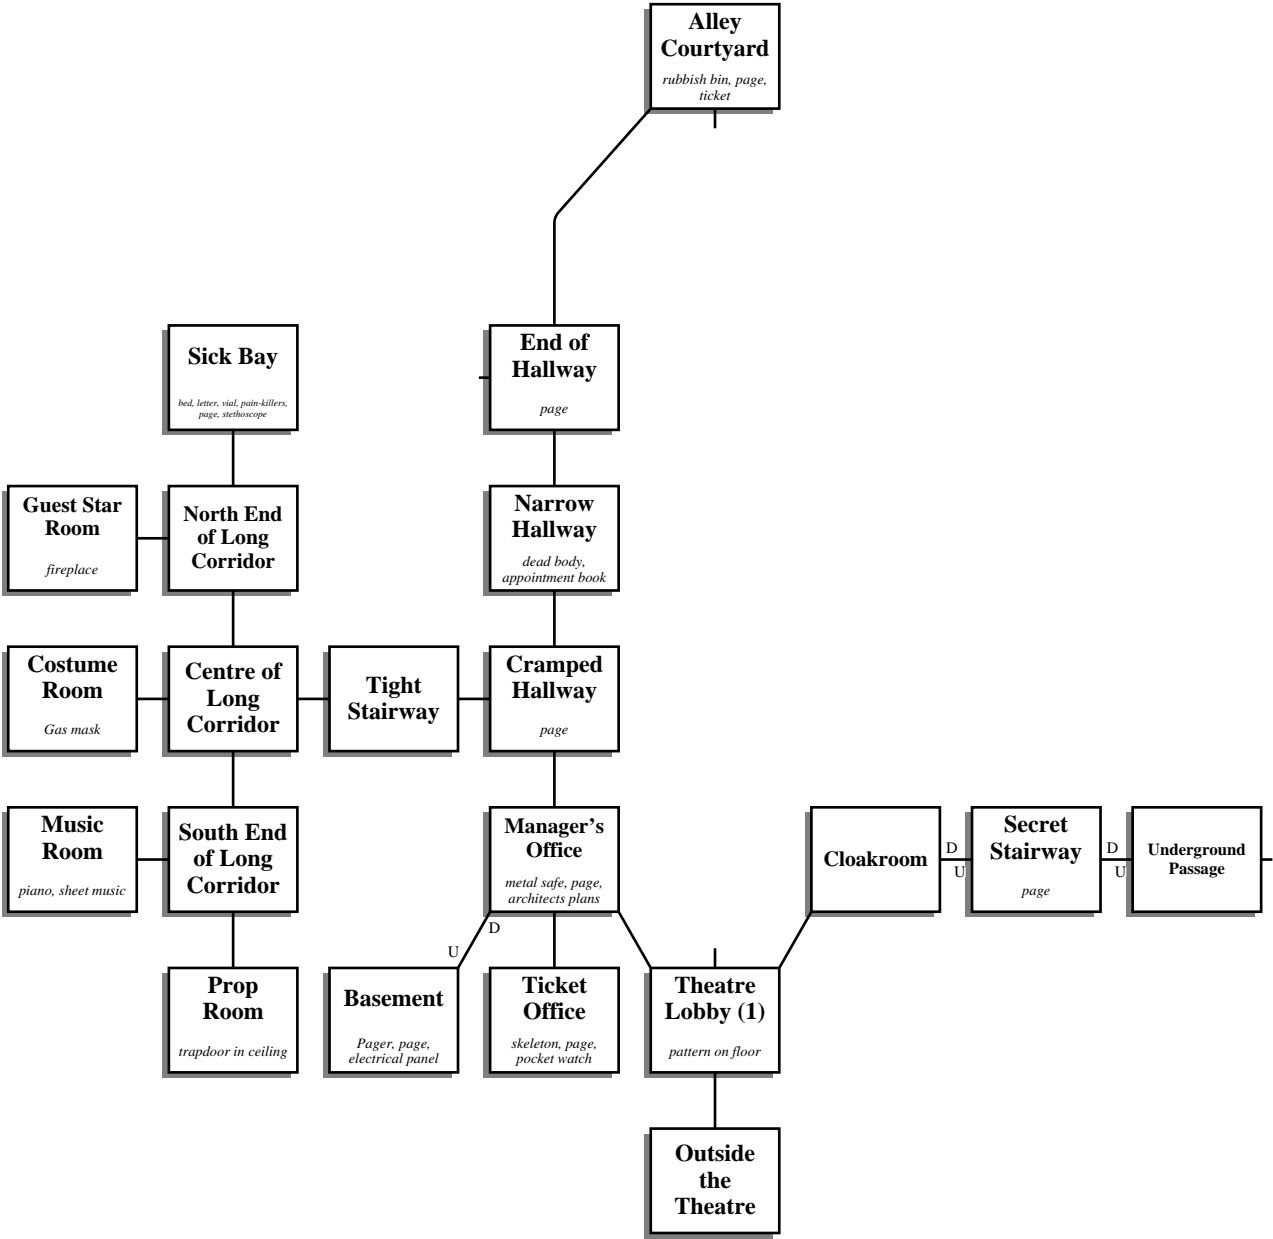 Alley
Courtyard
rubbish bin, page,
ticket
End of
Hallway
page
Sick Bay
bed, letter, vial, pain-killers,
page, stethoscope
Guest Star
Room
fireplace
North End
of Long
Corridor
Narrow
Hallway
dead body,
appointment book
Costume
Room
Gas mask
Centre of
Long
Corridor
Tight
Stairway
Cramped
Hallway
page
Music
Room
piano, sheet music
South End
of Long
Corridor
Manager's
Office
metal safe, page,
architects plans
Cloakroom
D
U
Secret
Stairway
page
D
U
Underground
Passage
D
U
Prop
Room
trapdoor in ceiling
Basement
Pager, page,
electrical panel
Ticket
Office
skeleton, page,
pocket watch
Theatre
Lobby (1)
pattern on floor
Outside
the
Theatre